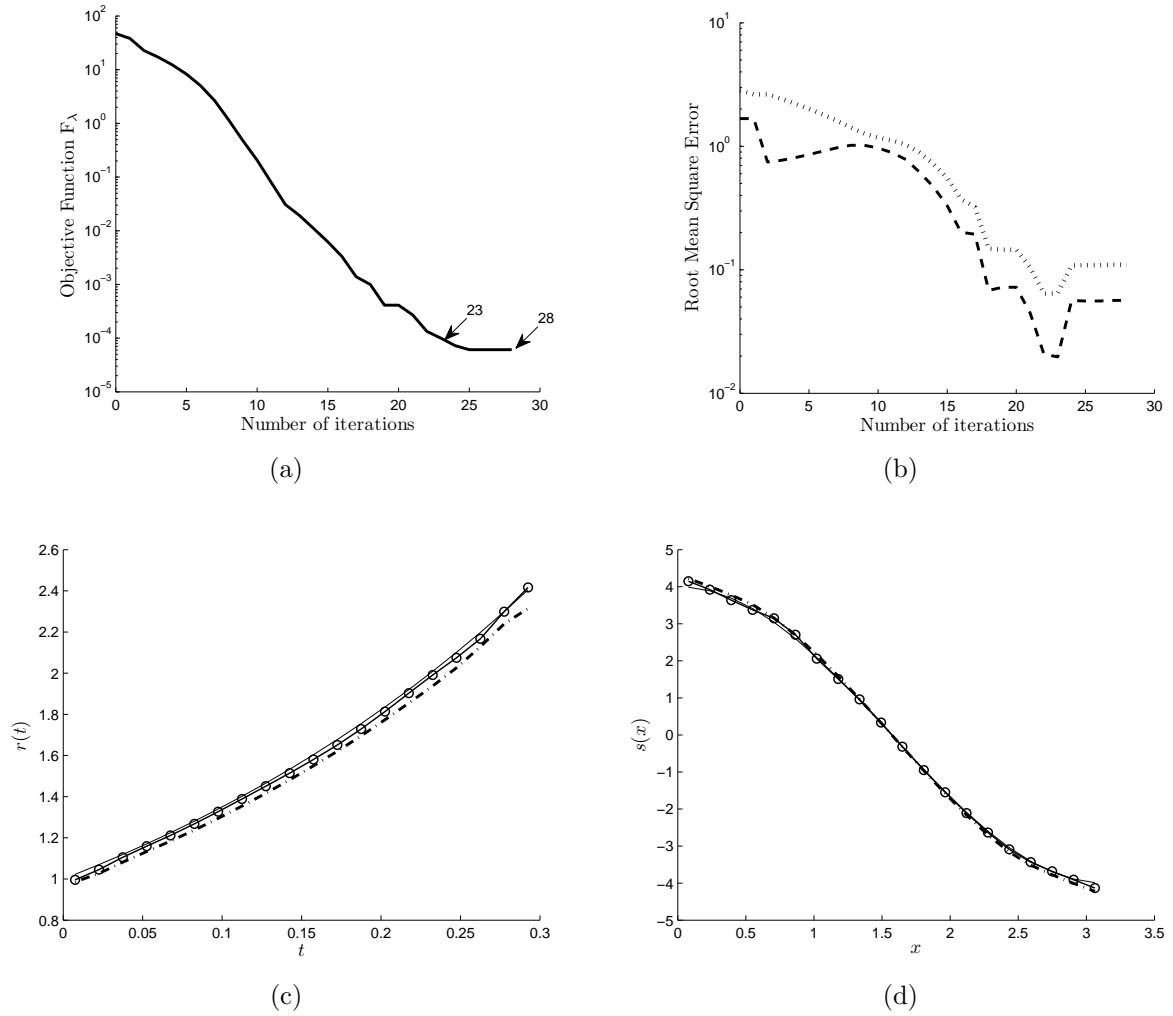 10^2
10^1
10^0
10^-1
10^-2
10^-3
10^-4
10^-5
Objective Function F_λ
23
28
0 5 10 15 20 25 30
Number of iterations
(a)
10^1
10^0
10^-1
10^-2
Root Mean Square Error
0 5 10 15 20 25 30
Number of iterations
(b)
2.6
2.4
2.2
2
1.8
1.6
1.4
1.2
1
0.8
r(t)
0 0.05 0.1 0.15 0.2 0.25 0.3
t
(c)
5
4
3
2
1
0
−1
−2
−3
−4
−5
s(x)
0 0.5 1 1.5 2 2.5 3 3.5
x
(d)